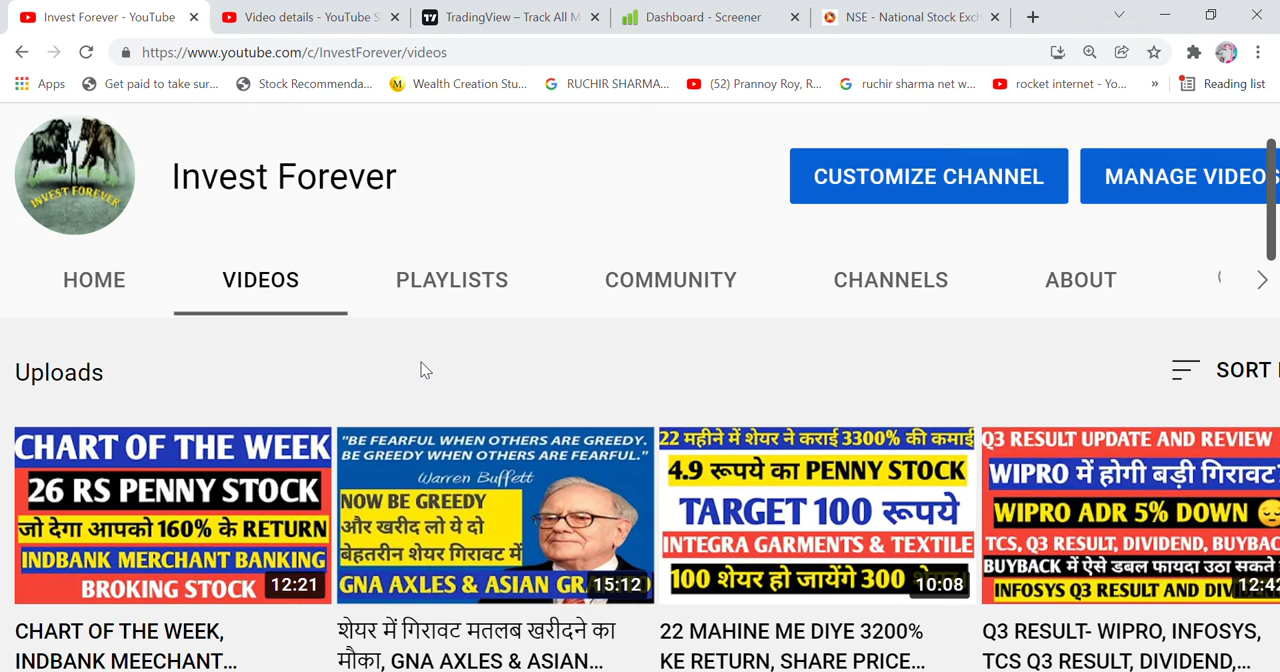 Invest Forever - YouTube
Video details - YouTube S
TradingView – Track All M
Dashboard - Screener
NSE - National Stock Exch
https://www.youtube.com/c/InvestForever/videos
Apps
Get paid to take sur...
Stock Recommenda...
Wealth Creation Stu...
RUCHIR SHARMA...
(52) Prannoy Roy, R...
ruchir sharma net w...
rocket internet - Yo...
Reading list
INVEST FOREVER
Invest Forever
CUSTOMIZE CHANNEL
MANAGE VIDEOS
HOME
VIDEOS
PLAYLISTS
COMMUNITY
CHANNELS
ABOUT
Uploads
SORT
CHART OF THE WEEK
26 RS PENNY STOCK
जो देगा आपको 160% के RETURN
INDBANK MERCHANT BANKING
BROKING STOCK
12:21
"BE FEARFUL WHEN OTHERS ARE GREEDY.
BE GREEDY WHEN OTHERS ARE FEARFUL."
Warren Buffett
NOW BE GREEDY
और खरीद लो ये दो
बेहतरीन शेयर गिरावट में
GNA AXLES & ASIAN GR
15:12
22 महीने में शेयर ने कराई 3300% की कमाई
4.9 रूपये का PENNY STOCK
TARGET 100 रूपये
INTEGRA GARMENTS & TEXTILE
100 शेयर हो जायेंगे 300
10:08
Q3 RESULT UPDATE AND REVIEW
WIPRO में होगी बड़ी गिरावट?
WIPRO ADR 5% DOWN
TCS, Q3 RESULT, DIVIDEND, BUYBAC
BUYBACK में ऐसे डबल फायदा उठा सकते
INFOSYS Q3 RESULT AND DIV
12:42
CHART OF THE WEEK,
INDBANK MEECHANT...
शेयर में गिरावट मतलब खरीदने का
मौका, GNA AXLES & ASIAN...
22 MAHINE ME DIYE 3200%
KE RETURN, SHARE PRICE...
Q3 RESULT- WIPRO, INFOSYS,
TCS Q3 RESULT, DIVIDEND,...